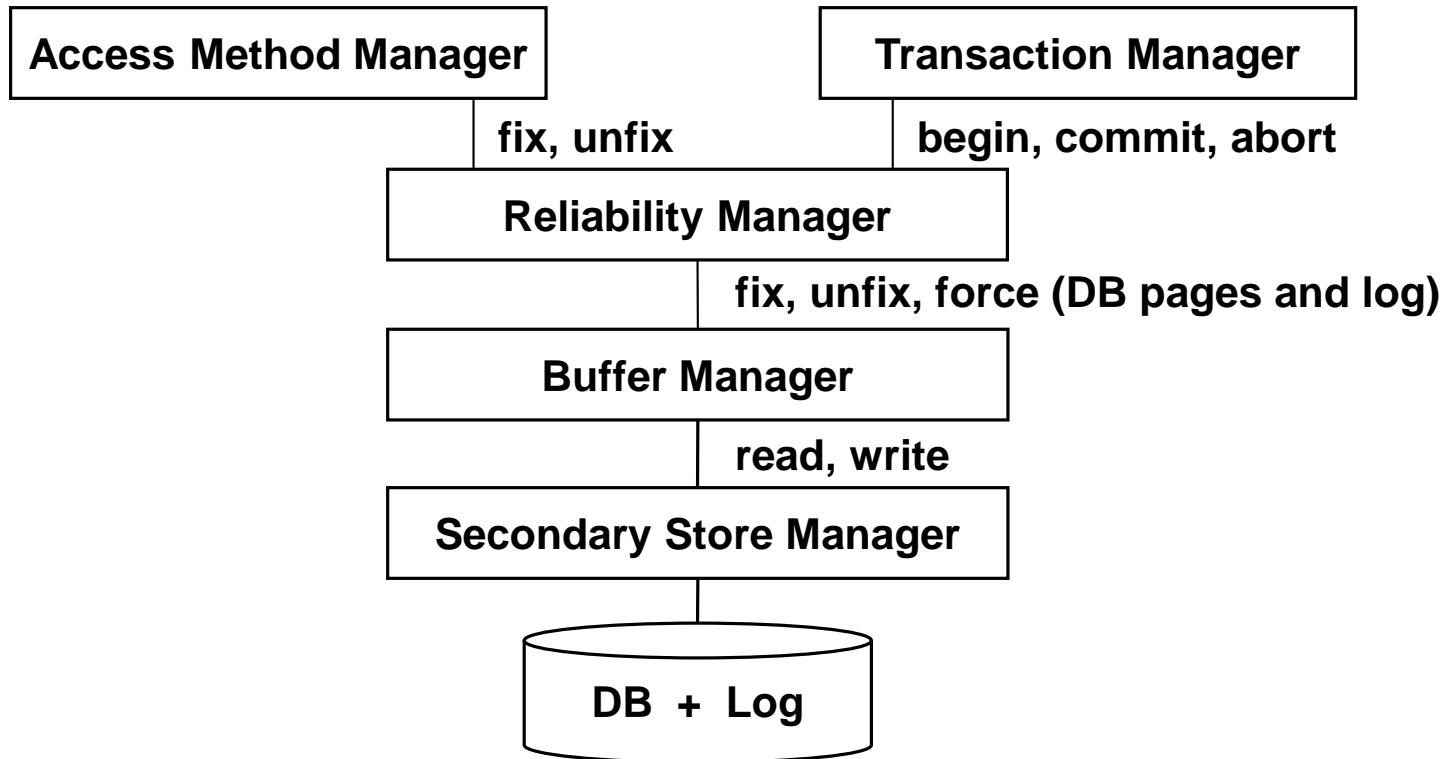 Access Method Manager
Transaction Manager
fix, unfix
begin, commit, abort
Reliability Manager
fix, unfix, force (DB pages and log)
Buffer Manager
read, write
Secondary Store Manager
DB + Log